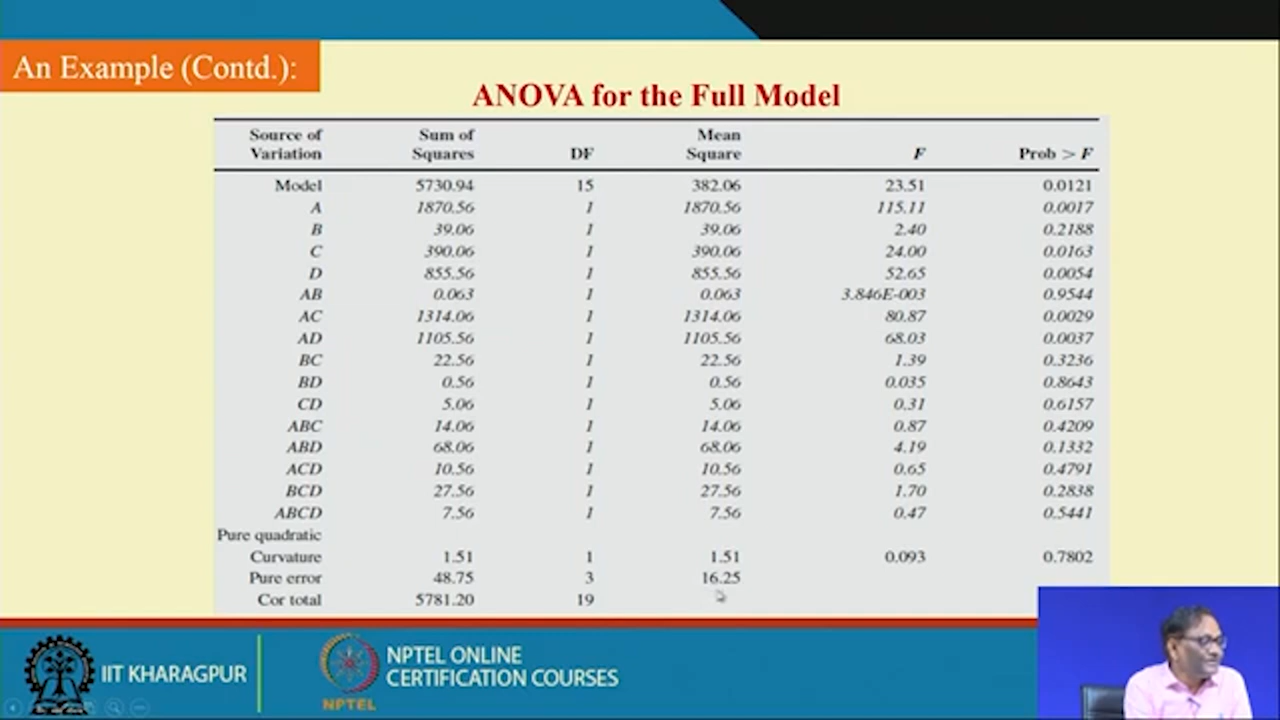 An Example (Contd.):
ANOVA for the Full Model
Source of Variation Sum of Squares DF Mean Square F Prob > F
Model 5730.94 15 382.06 23.51 0.0121
A 1870.56 1 1870.56 115.11 0.0017
B 39.06 1 39.06 2.40 0.2188
C 390.06 1 390.06 24.00 0.0163
D 855.56 1 855.56 52.65 0.0054
AB 0.063 1 0.063 3.846E-003 0.9544
AC 1314.06 1 1314.06 80.87 0.0029
AD 1105.56 1 1105.56 68.03 0.0037
BC 22.56 1 22.56 1.39 0.3236
BD 0.56 1 0.56 0.035 0.8643
CD 5.06 1 5.06 0.31 0.6157
ABC 14.06 1 14.06 0.87 0.4209
ABD 68.06 1 68.06 4.19 0.1332
ACD 10.56 1 10.56 0.65 0.4791
BCD 27.56 1 27.56 1.70 0.2838
ABCD 7.56 1 7.56 0.47 0.5441
Pure quadratic
Curvature 1.51 1 1.51 0.093 0.7802
Pure error 48.75 3 16.25
Cor total 5781.20 19
IIT KHARAGPUR
NPTEL
NPTEL ONLINE
CERTIFICATION COURSES